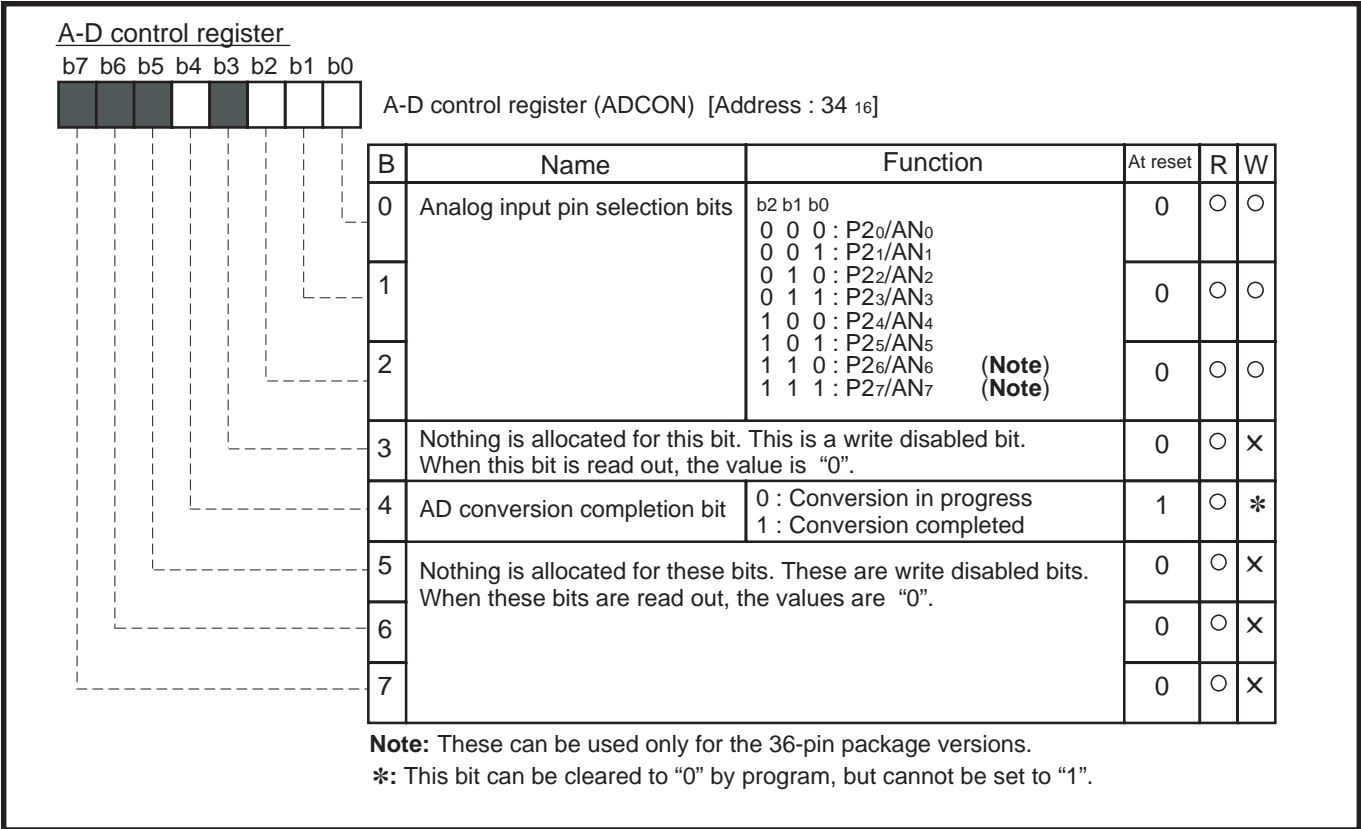 A-D control register
b7 b6 b5 b4 b3 b2 b1 b0
A-D control register (ADCON) [Address : 34 16]
B Name Function At reset R W
0 Analog input pin selection bits b2 b1 b0 0 ○ ○
0 0 0 : P20/AN0
0 0 1 : P21/AN1
0 1 0 : P22/AN2
1 0 ○ ○
0 1 1 : P23/AN3
1 0 0 : P24/AN4
1 0 1 : P25/AN5
2 1 1 0 : P26/AN6 (Note) 0 ○ ○
1 1 1 : P27/AN7 (Note)
3 Nothing is allocated for this bit. This is a write disabled bit. 0 ○ ×
When this bit is read out, the value is “0”.
4 AD conversion completion bit 0 : Conversion in progress 1 ○ ✻
1 : Conversion completed
5 Nothing is allocated for these bits. These are write disabled bits. 0 ○ ×
When these bits are read out, the values are “0”.
6 0 ○ ×
7 0 ○ ×
Note: These can be used only for the 36-pin package versions.
✻: This bit can be cleared to “0” by program, but cannot be set to “1”.